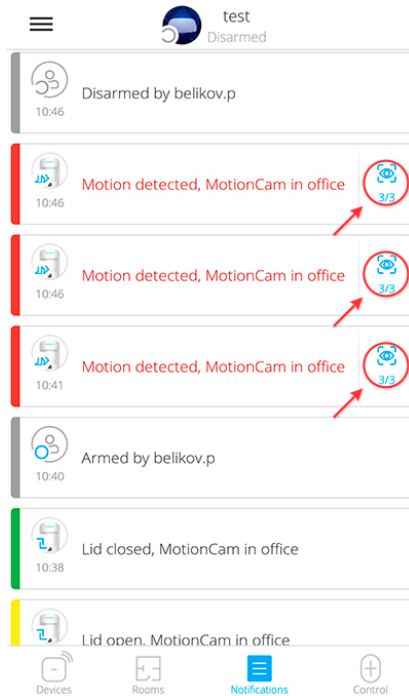 test
Disarmed
Disarmed by belikov.p
10:46
Motion detected, MotionCam in office
10:46
3/3
Motion detected, MotionCam in office
10:46
3/3
Motion detected, MotionCam in office
10:41
3/3
Armed by belikov.p
10:40
Lid closed, MotionCam in office
10:38
Lid open, MotionCam in office
Devices
Rooms
Notifications
Control